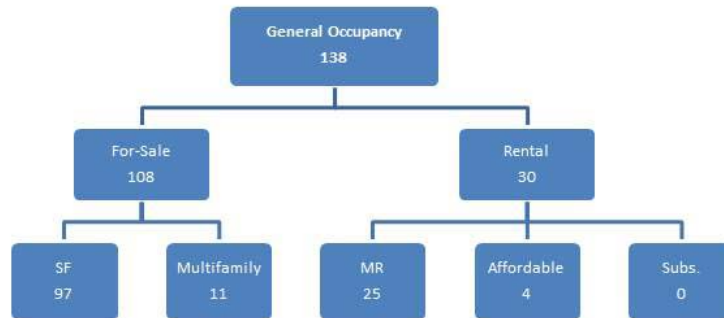 General Occupancy
138
For-Sale
108
Rental
30
SF
97
Multifamily
11
MR
25
Affordable
4
Subs.
0